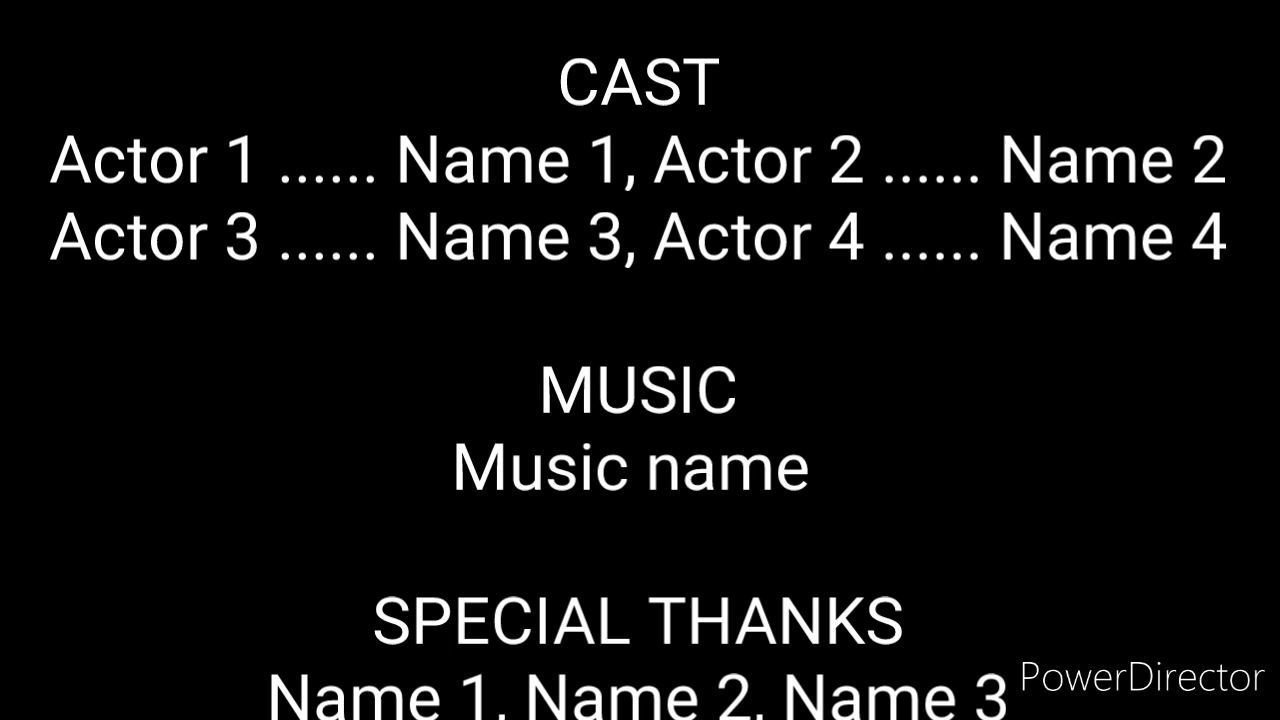 CAST
Actor 1 ...... Name 1, Actor 2 ...... Name 2
Actor 3 ...... Name 3, Actor 4 ...... Name 4
MUSIC
Music name
SPECIAL THANKS
Name 1, Name 2, Name 3
PowerDirector